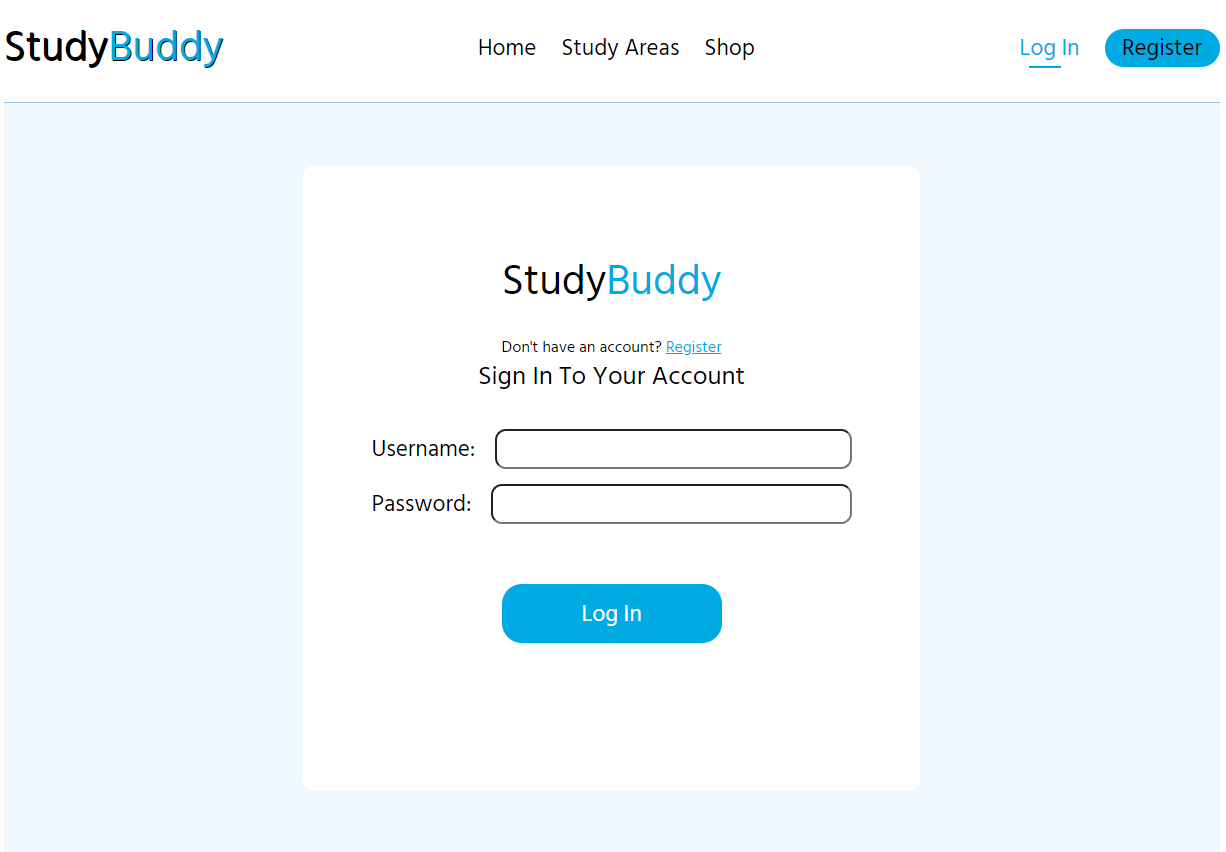 StudyBuddy
Home Study Areas Shop
Log In Register
StudyBuddy
Don't have an account? Register
Sign In To Your Account
Username:
Password:
Log In